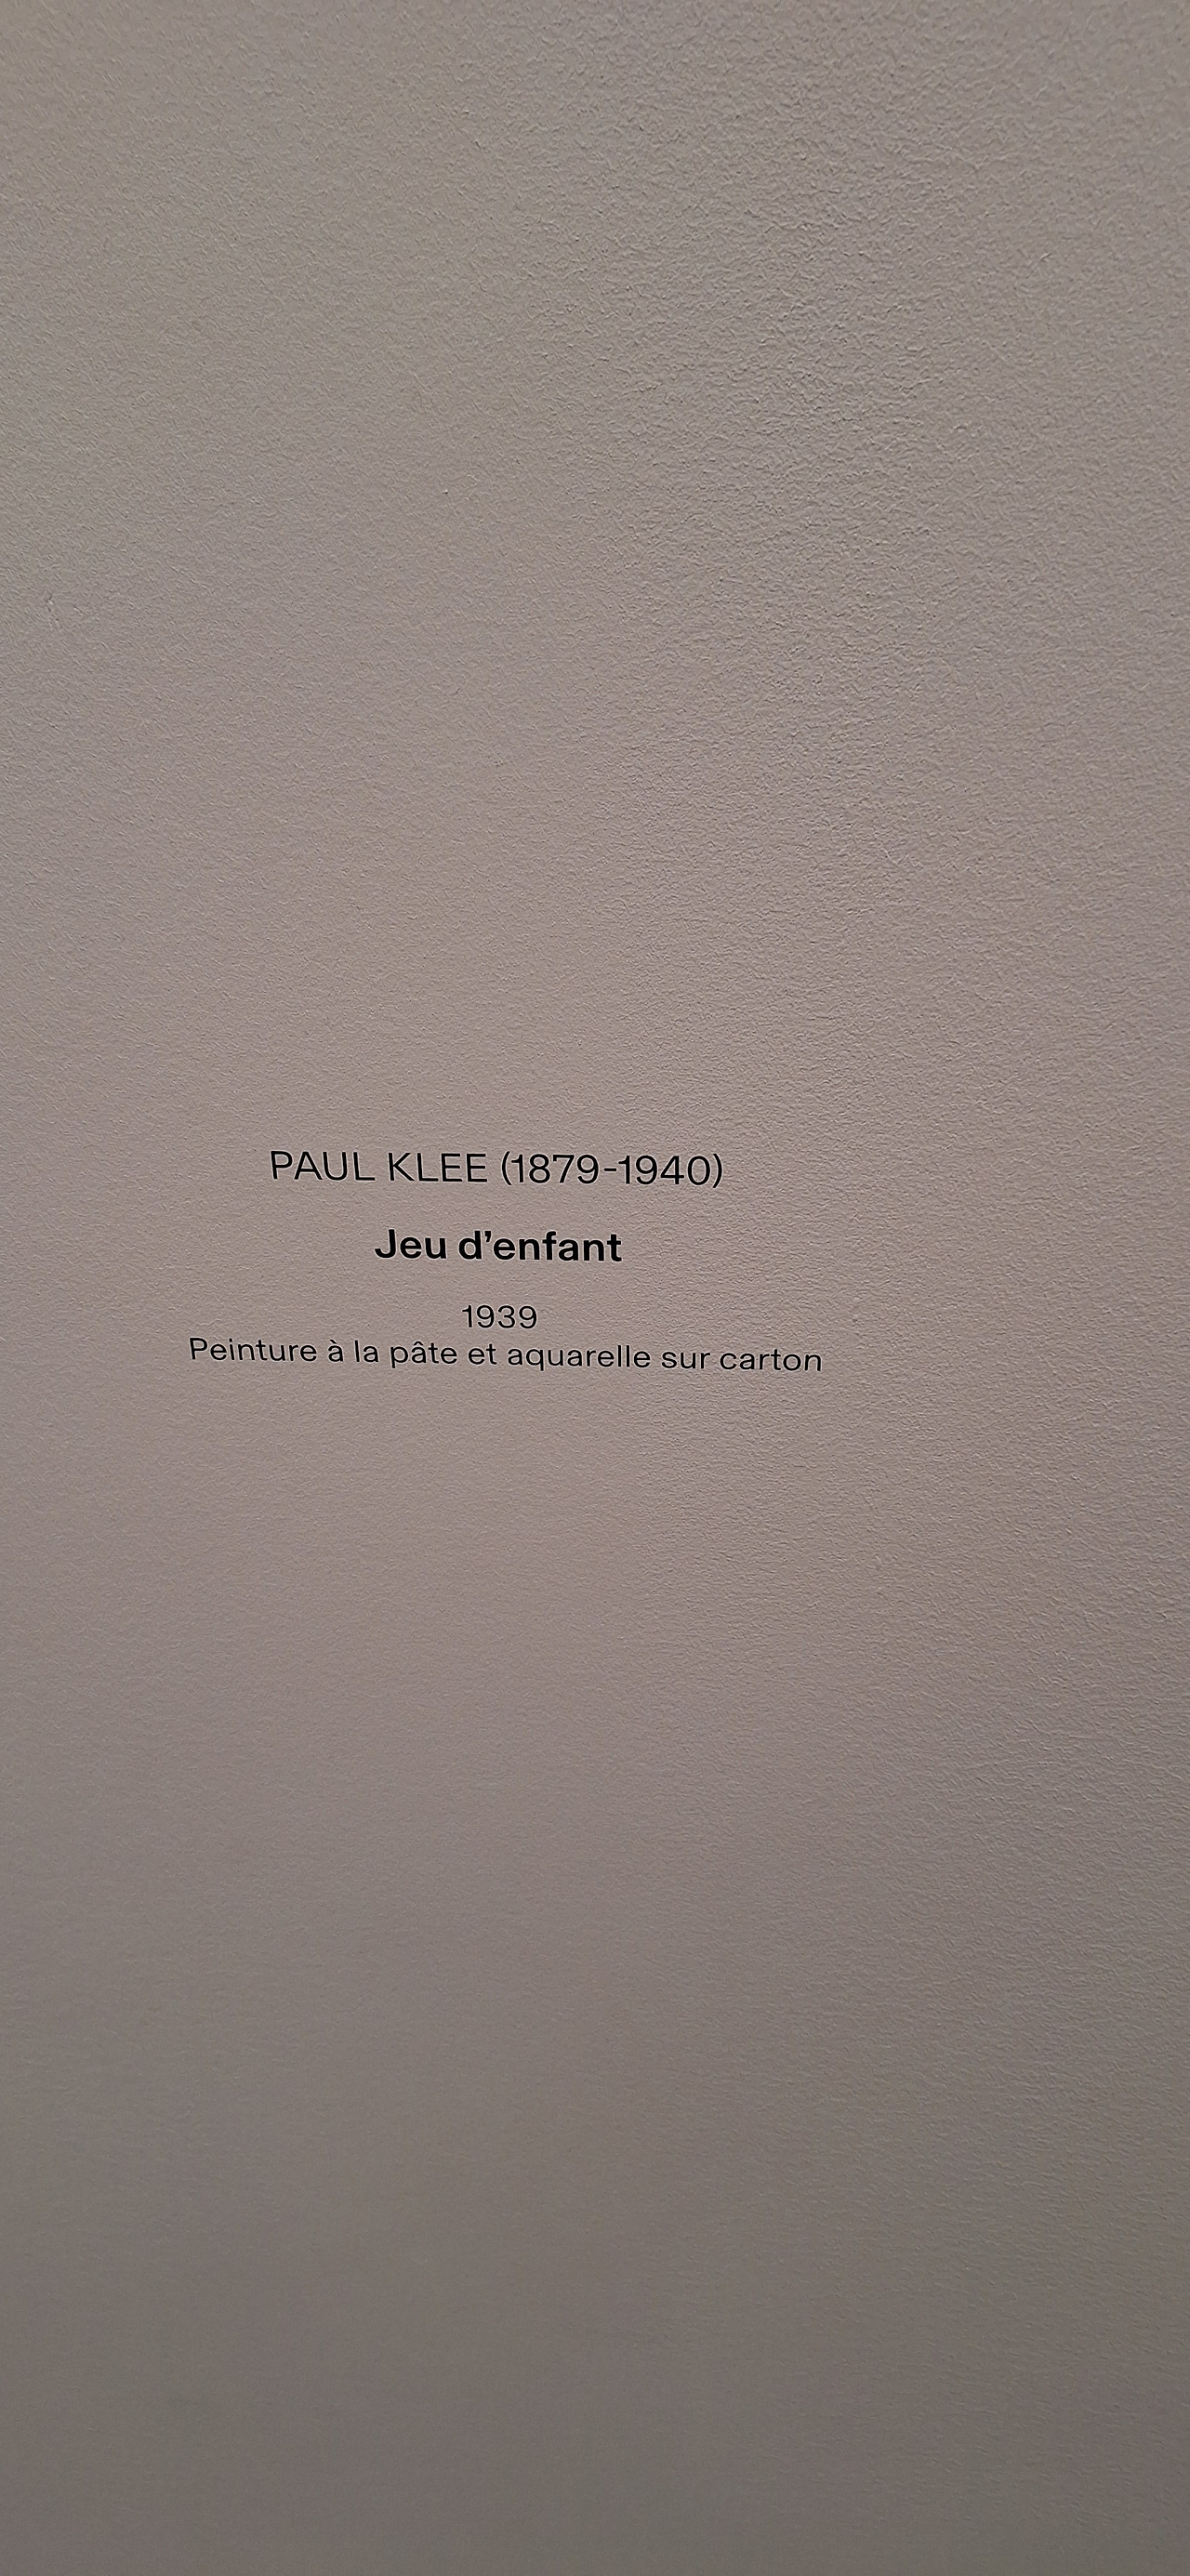 PAUL KLEE (1879-1940)
Jeu d’enfant
1939
Peinture à la pâte et aquarelle sur carton